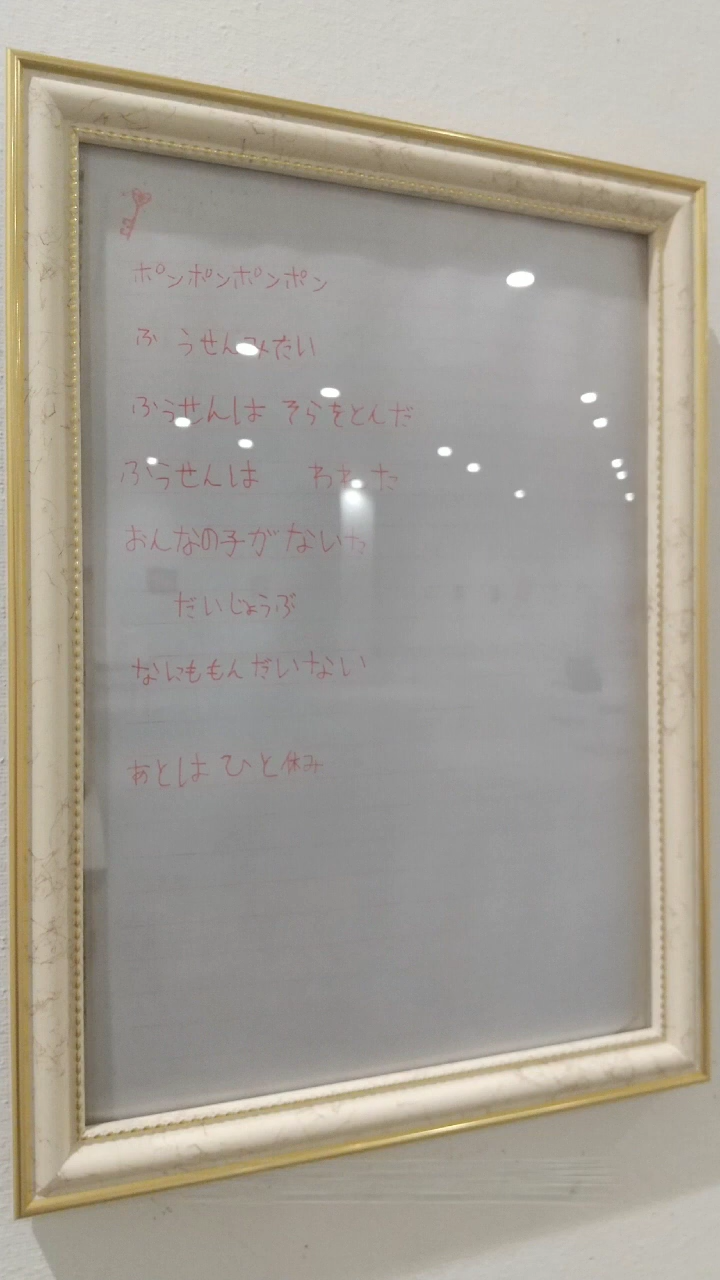 ポンポンポンポン
ふ うせんみたい
ふうせんは そらをとんだ
ふうせんは われ た
おんなの子が ないた
だいじょうぶ
なにももんだいない
あとは ひと休み